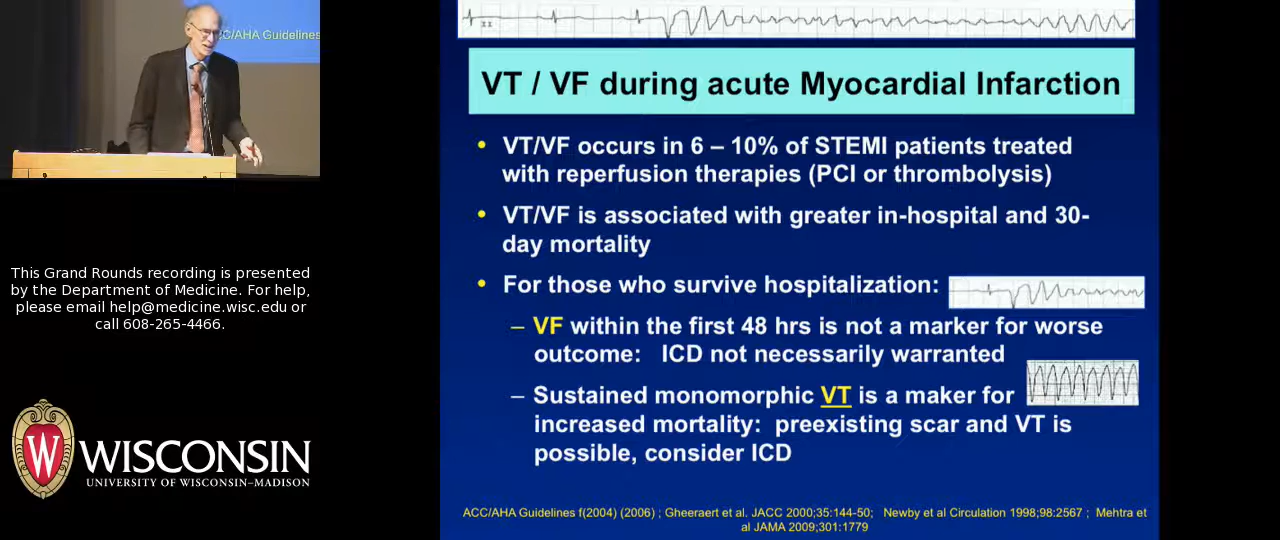 CC/AHA Guidelines
II
VT / VF during acute Myocardial Infarction
• VT/VF occurs in 6 – 10% of STEMI patients treated
with reperfusion therapies (PCI or thrombolysis)
• VT/VF is associated with greater in-hospital and 30-
day mortality
• For those who survive hospitalization:
– VF within the first 48 hrs is not a marker for worse
outcome: ICD not necessarily warranted
– Sustained monomorphic VT is a maker for
increased mortality: preexisting scar and VT is
possible, consider ICD
ACC/AHA Guidelines f(2004) (2006) ; Gheeraert et al. JACC 2000;35:144-50; Newby et al Circulation 1998;98:2567 ; Mehtra et
al JAMA 2009;301:1779
This Grand Rounds recording is presented
by the Department of Medicine. For help,
please email help@medicine.wisc.edu or
call 608-265-4466.
W
WISCONSIN
UNIVERSITY OF WISCONSIN–MADISON